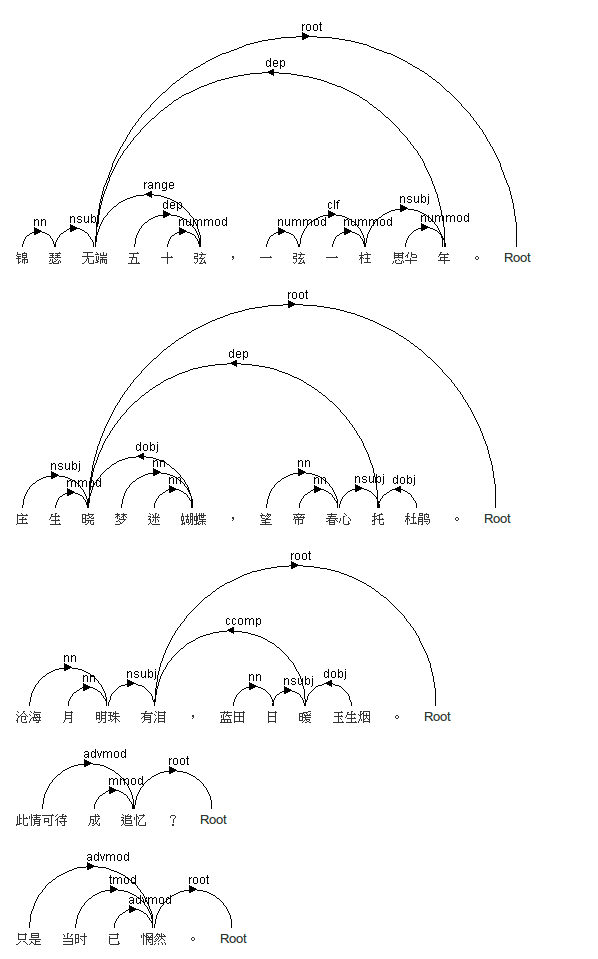 root
dep
range
dep
clf
nsubj
nn
nsubj
nummod
nummod
nummod
nummod
锦 瑟 无端 五 十 弦 ， 一 弦 一 柱 思华 年 。 Root
root
dep
dobj
nsubj
nn
nn
nsubj
dobj
mmod
nn
nn
庄 生 晓 梦 迷 蝴蝶 ， 望 帝 春心 托 杜鹃 。 Root
root
ccomp
nn
nn
nsubj
nn
nsubj
dobj
沧海 月 明珠 有泪 ， 蓝田 日 暖 玉生烟 。 Root
advmod
root
mmod
此情可待 成 追忆 ？ Root
advmod
tmod
root
advmod
只是 当时 已 惘然 。 Root